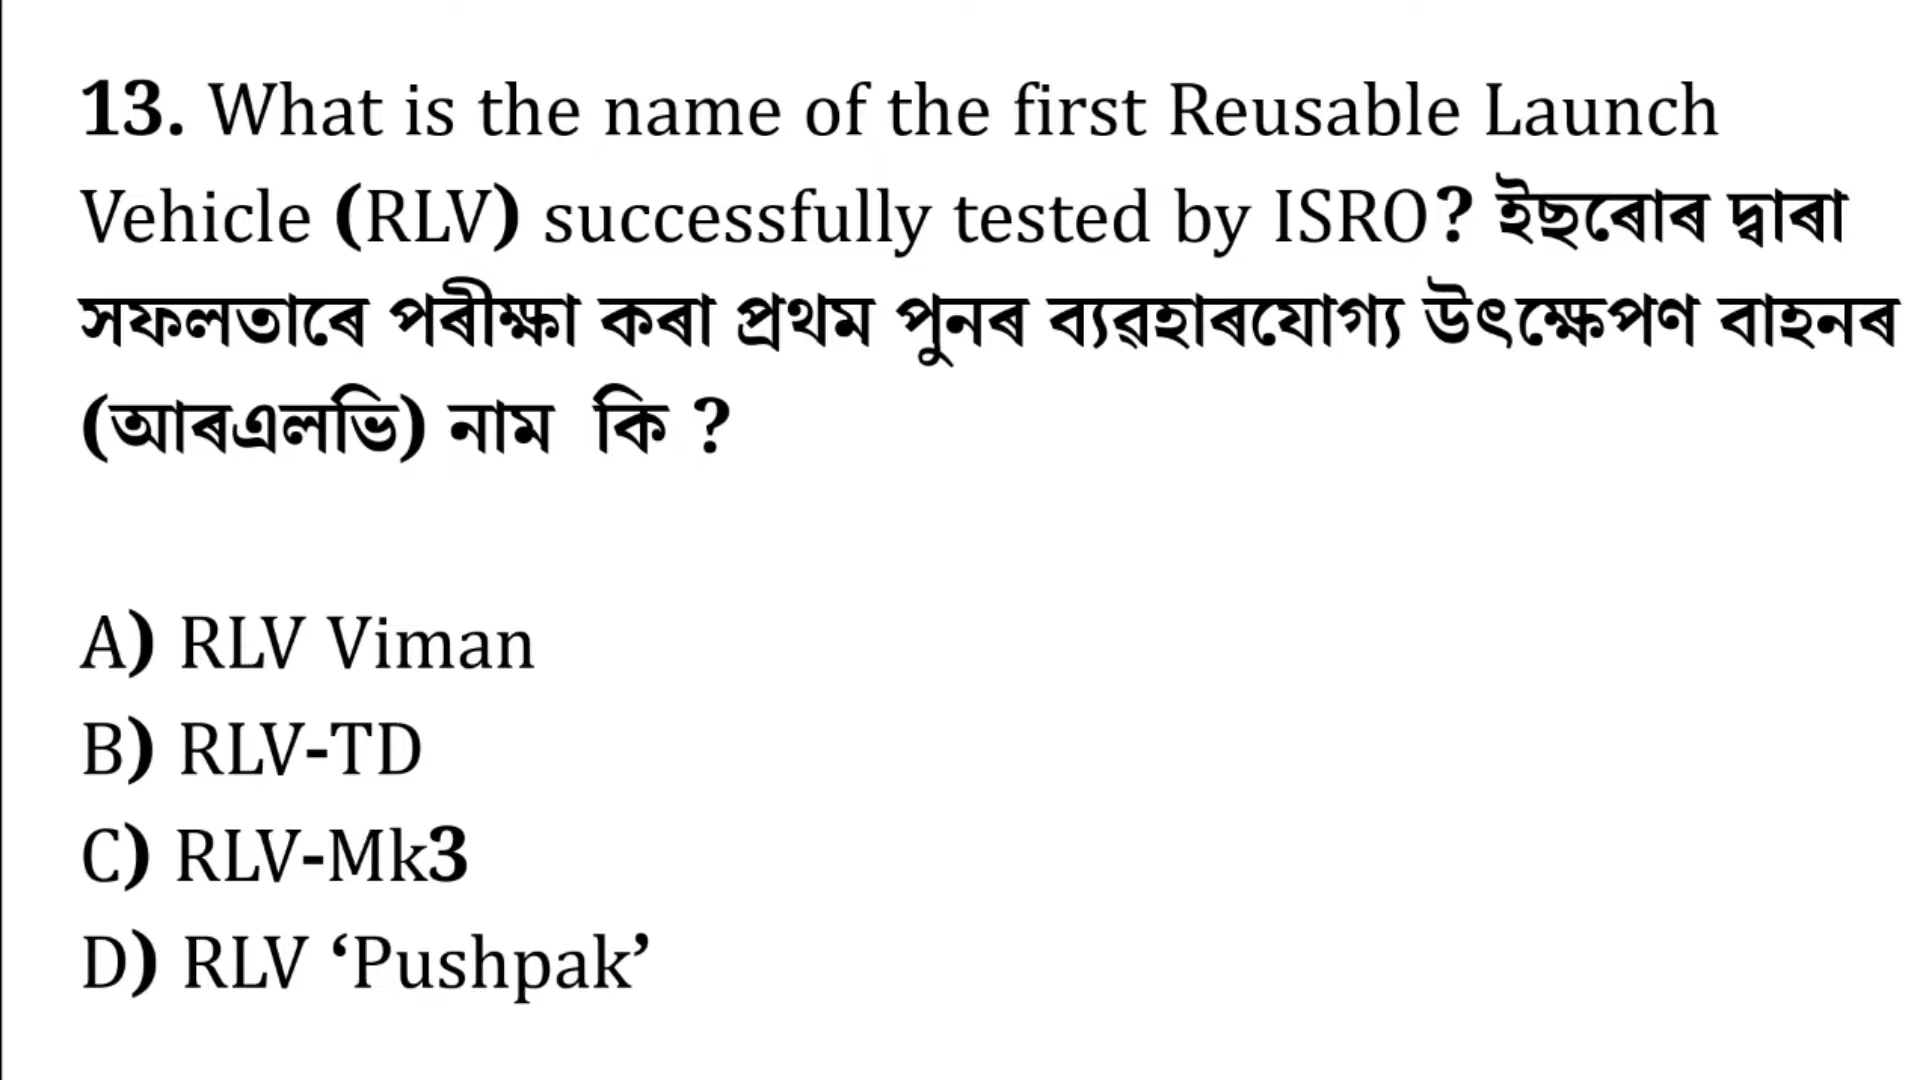 13. What is the name of the first Reusable Launch
Vehicle (RLV) successfully tested by ISRO? ইছৰোৰ দ্বাৰা
সফলতাৰে পৰীক্ষা কৰা প্ৰথম পুনৰ ব্যৱহাৰযোগ্য উৎক্ষেপণ বাহনৰ
(আৰএলভি) নাম কি ?
A) RLV Viman
B) RLV-TD
C) RLV-Mk3
D) RLV ‘Pushpak’